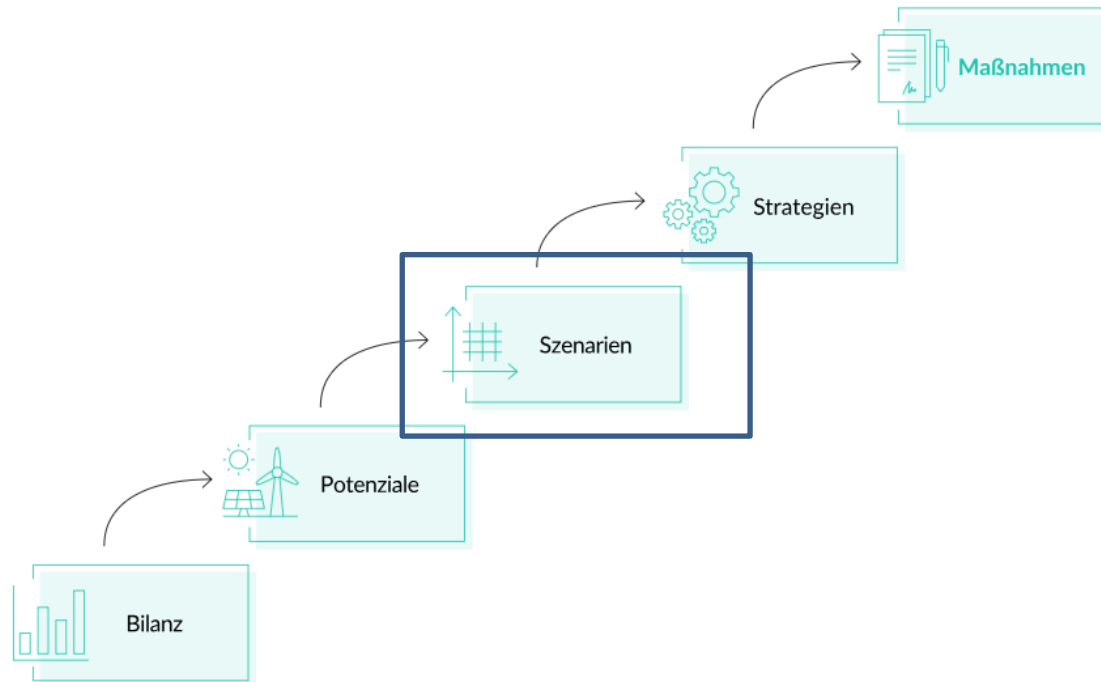 Maßnahmen
Strategien
Szenarien
Potenziale
Bilanz